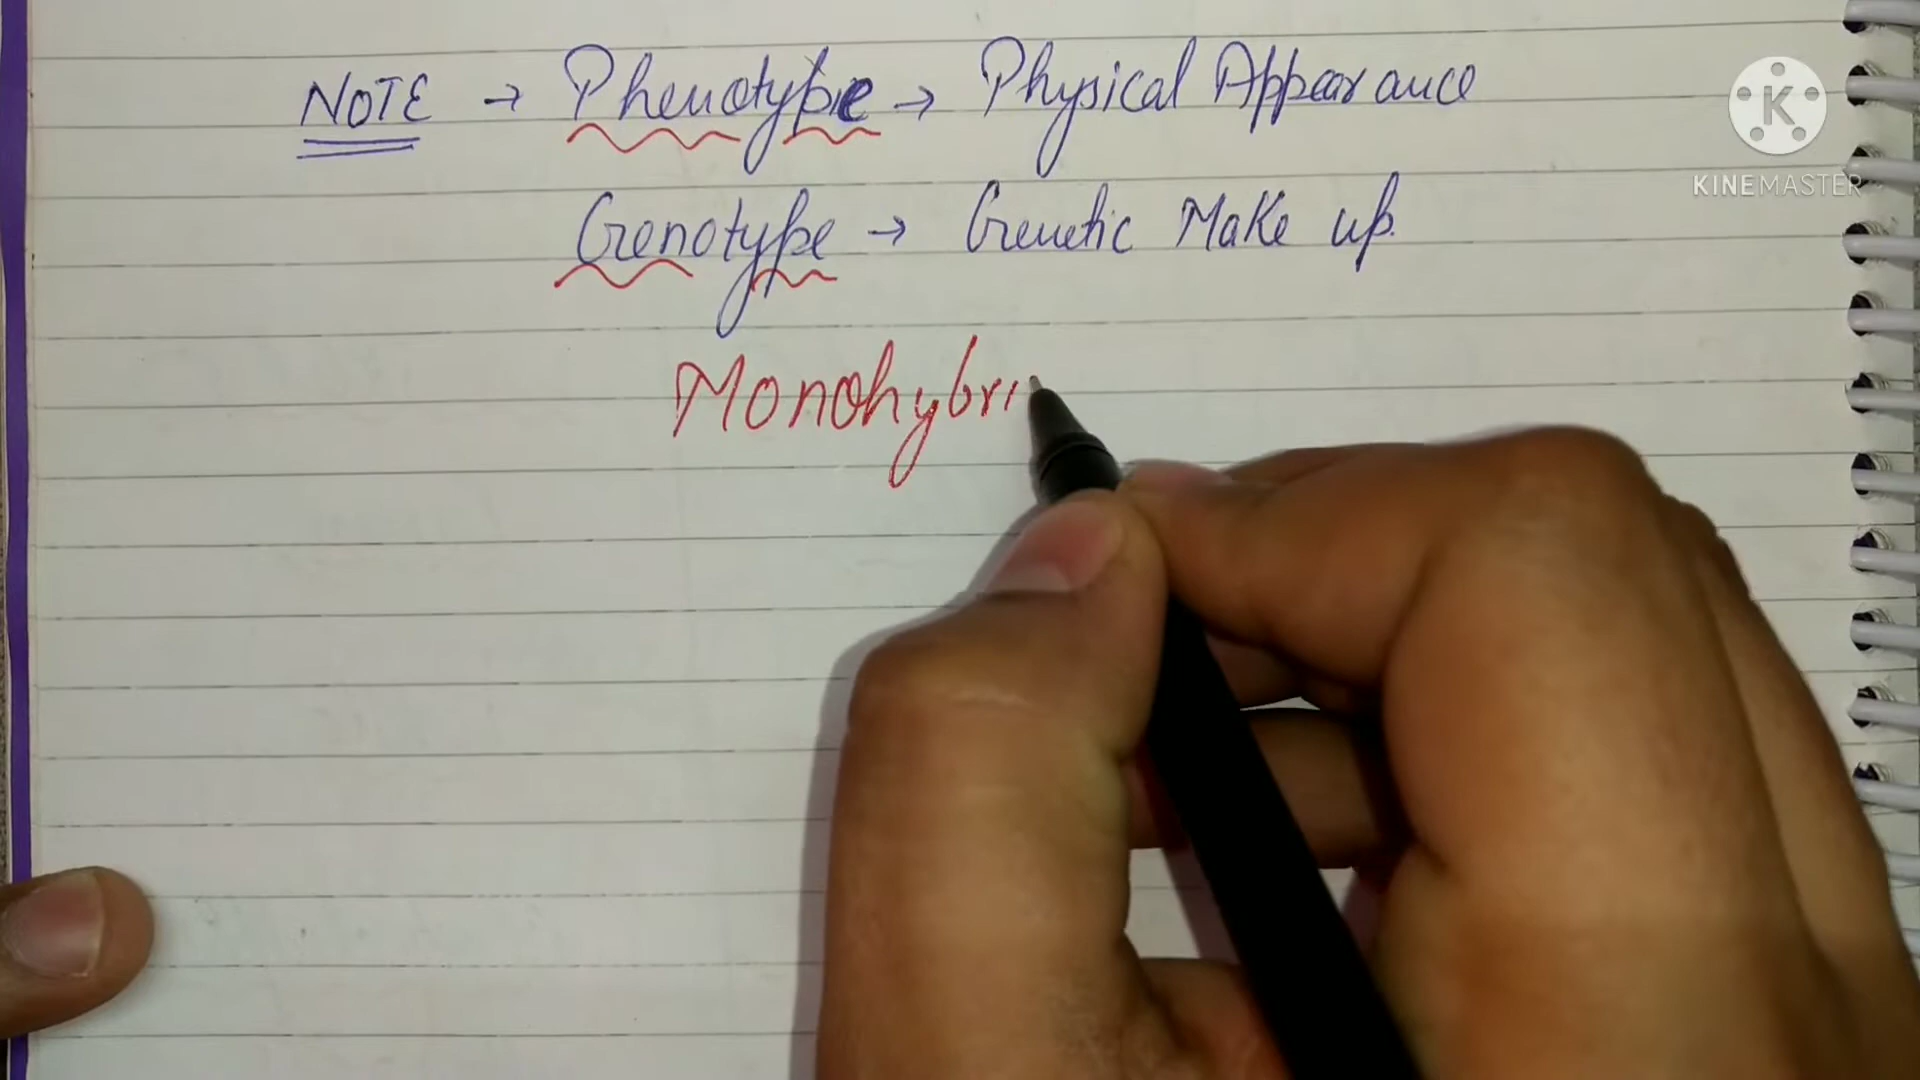 NOTE → Phenotype → Physical Appearance
Genotype → Genetic Make up.
Monohybri
K
KINEMASTER